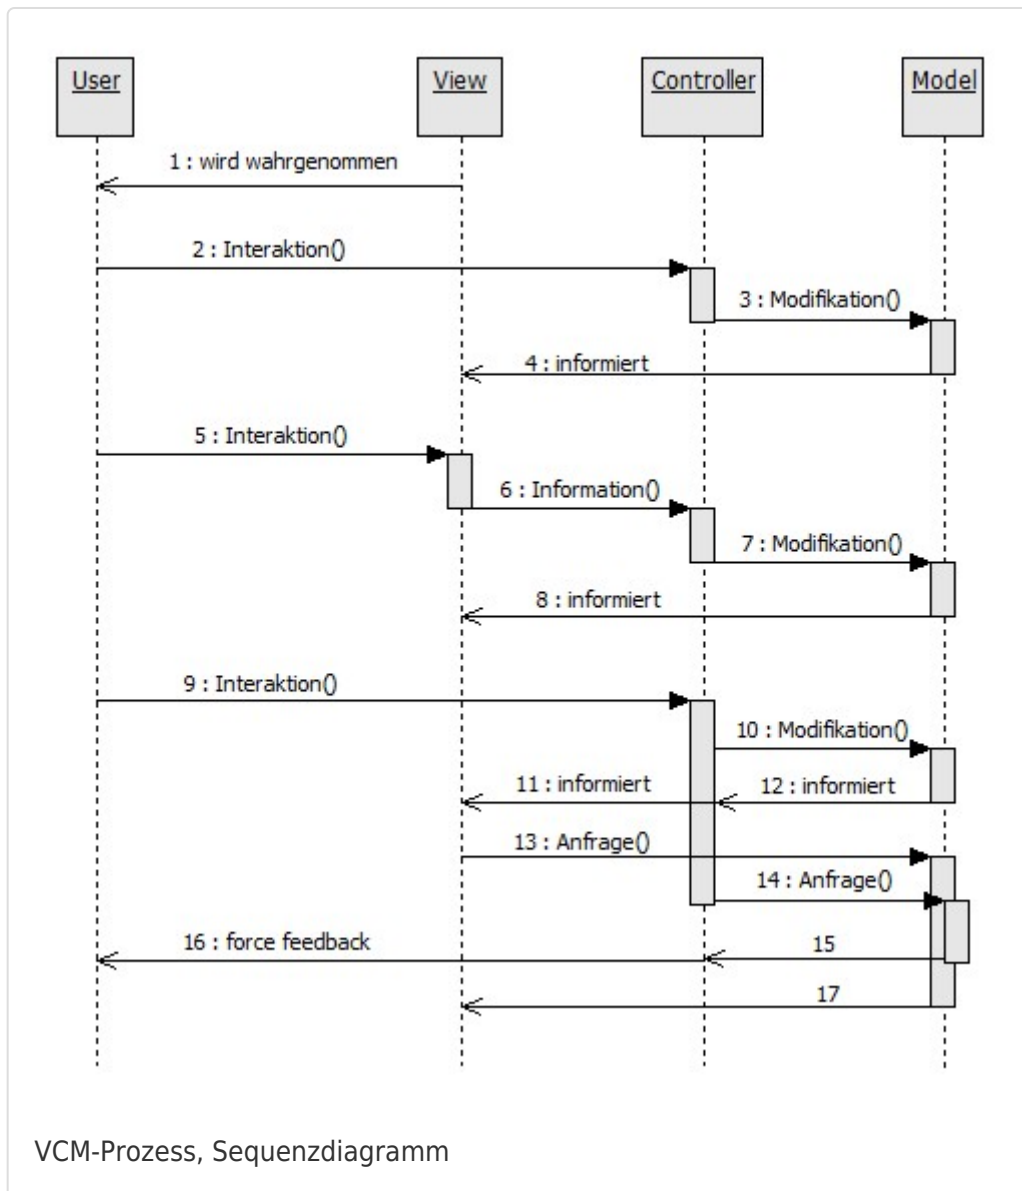 User
View
Controller
Model
1 : wird wahrgenommen
2 : Interaktion()
3 : Modifikation()
4 : informiert
5 : Interaktion()
6 : Information()
7 : Modifikation()
8 : informiert
9 : Interaktion()
10 : Modifikation()
11 : informiert
12 : informiert
13 : Anfrage()
14 : Anfrage()
16 : force feedback
15
17
VCM-Prozess, Sequenzdiagramm